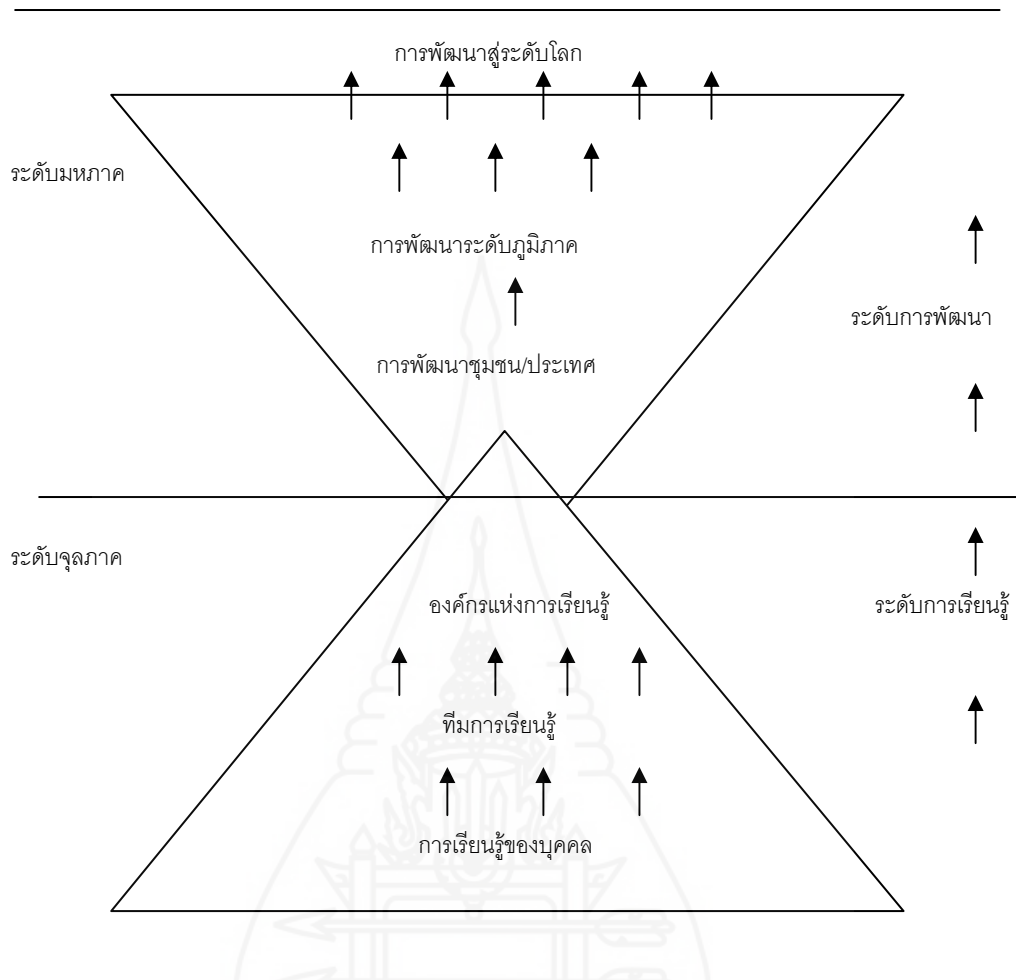 การพัฒนาสู่ระดับโลก
ระดับมหภาค
การพัฒนาระดับภูมิภาค
ระดับการพัฒนา
การพัฒนาชุมชน/ประเทศ
ระดับจุลภาค
องค์กรแห่งการเรียนรู้
ระดับการเรียนรู้
ทีมการเรียนรู้
การเรียนรู้ของบุคคล